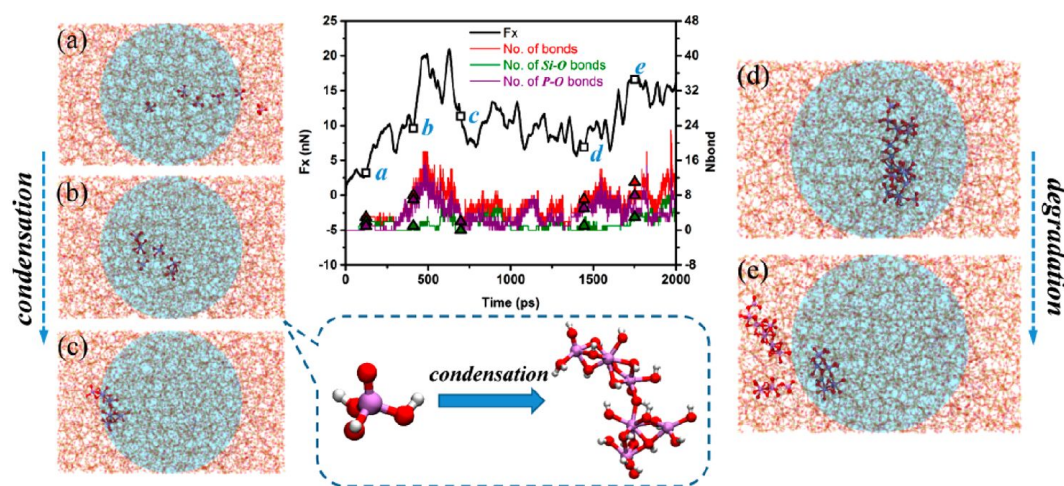 (a)
(b)
(c)
condensation
Fx (nN)
25
20
15
10
5
0
-5
-10
Fx
No. of bonds
No. of Si-O bonds
No. of P-O bonds
a
b
c
d
e
48
40
32
24
16
8
0
-8
Nbond
0
500
1000
1500
2000
Time (ps)
condensation
(d)
(e)
degradation